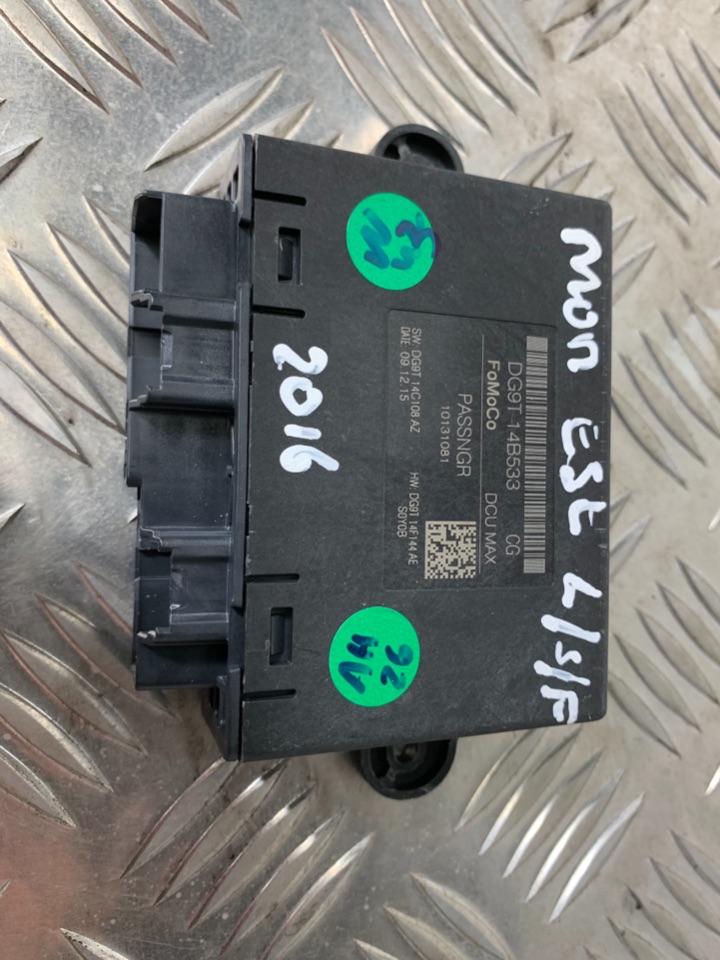 MON EST L/S/F
DG9T 14B533 CG
FoMoCo DCU MAX
PASSNGR
10131081
SW: DG9T 14C108 AZ HW: DG9T 14F144 AE
DATE: 09.12.15 S0Y0B
2016